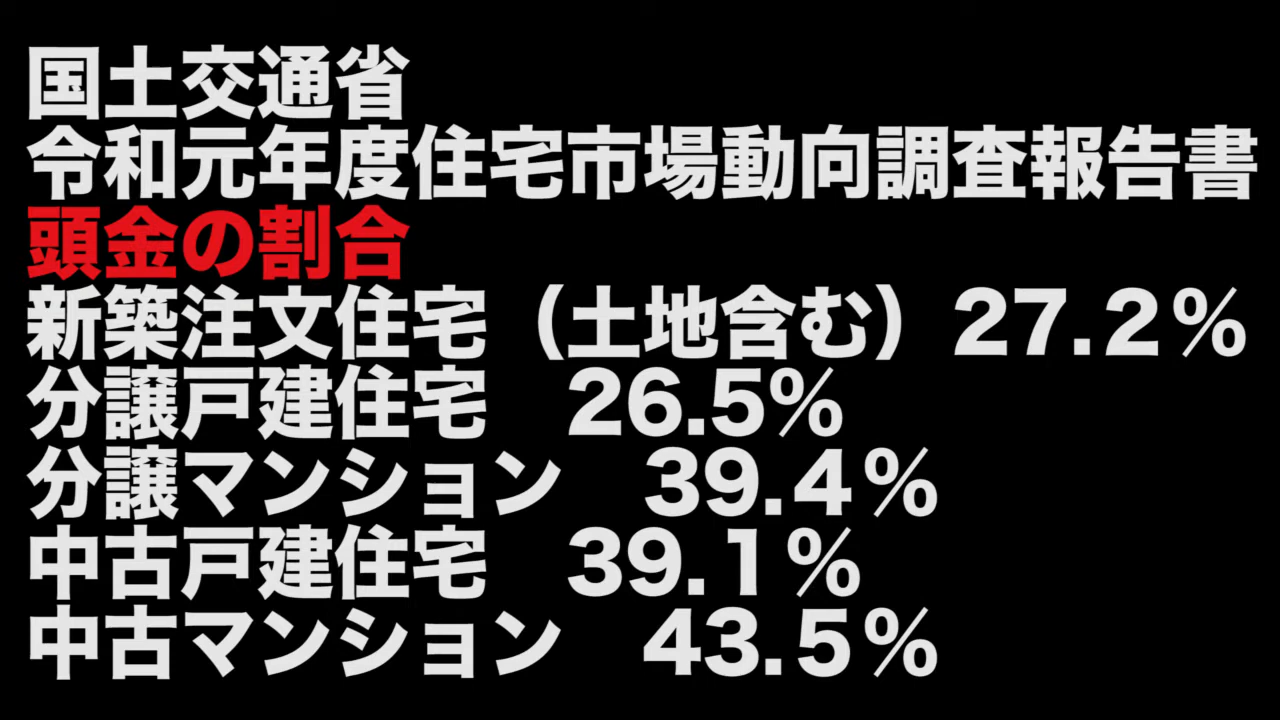 国土交通省
令和元年度住宅市場動向調査報告書
頭金の割合
新築注文住宅（土地含む）27.2％
分譲戸建住宅　26.5％
分譲マンション　39.4％
中古戸建住宅　39.1％
中古マンション　43.5％